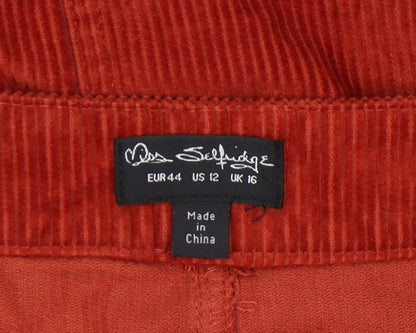 Miss Selfridge
EUR 44 US 12 UK 16
Made
in
China